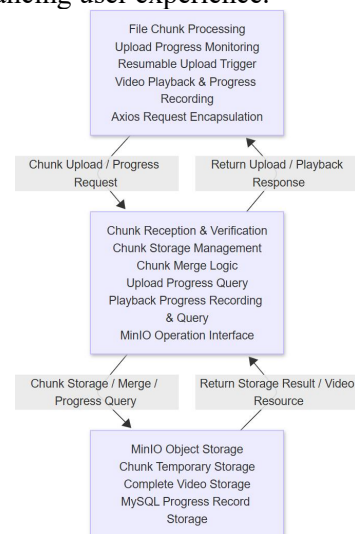 ancing user experience.
File Chunk Processing
Upload Progress Monitoring
Resumable Upload Trigger
Video Playback & Progress
Recording
Axios Request Encapsulation
Chunk Upload / Progress
Request
Return Upload / Playback
Response
Chunk Reception & Verification
Chunk Storage Management
Chunk Merge Logic
Upload Progress Query
Playback Progress Recording
& Query
MinIO Operation Interface
Chunk Storage / Merge /
Progress Query
Return Storage Result / Video
Resource
MinIO Object Storage
Chunk Temporary Storage
Complete Video Storage
MySQL Progress Record
Storage